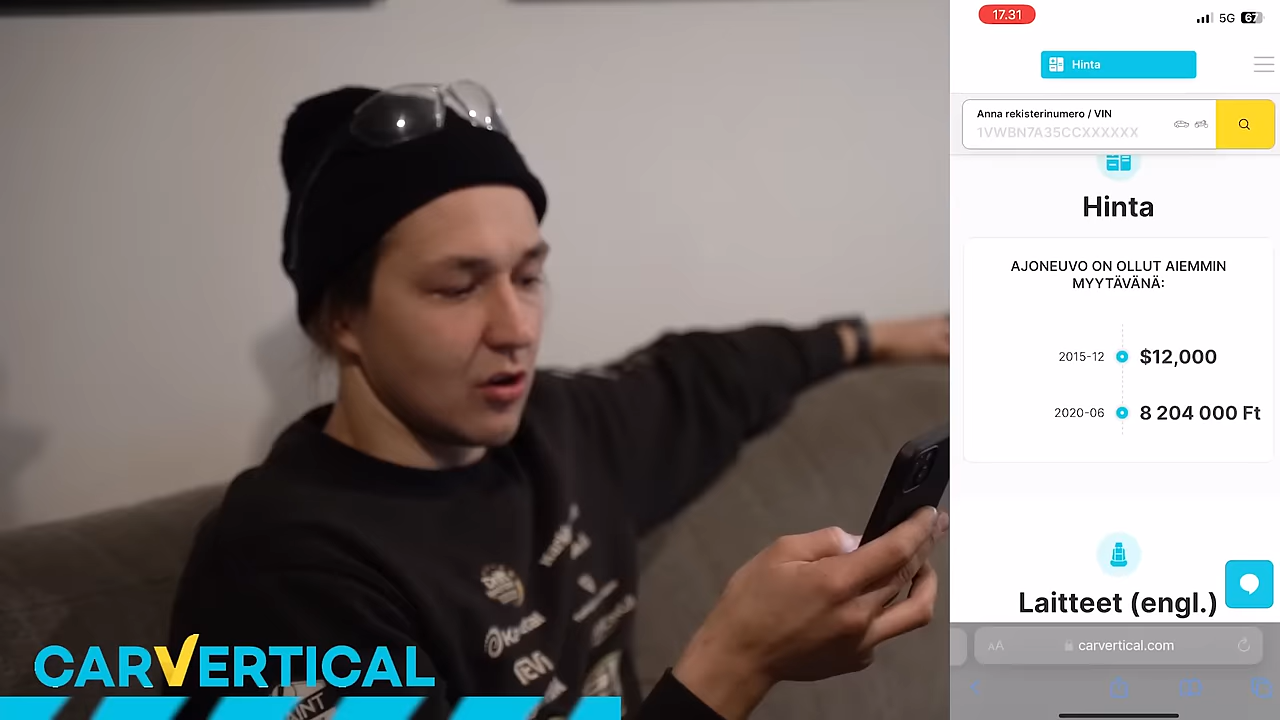 17.31
5G
67
Hinta
Anna rekisterinumero / VIN
1VWBN7A35CCXXXXXX
Hinta
AJONEUVO ON OLLUT AIEMMIN
MYYTÄVÄNÄ:
2015-12
$12,000
2020-06
8 204 000 Ft
Laitteet (engl.)
AA
carvertical.com
CARVERTICAL